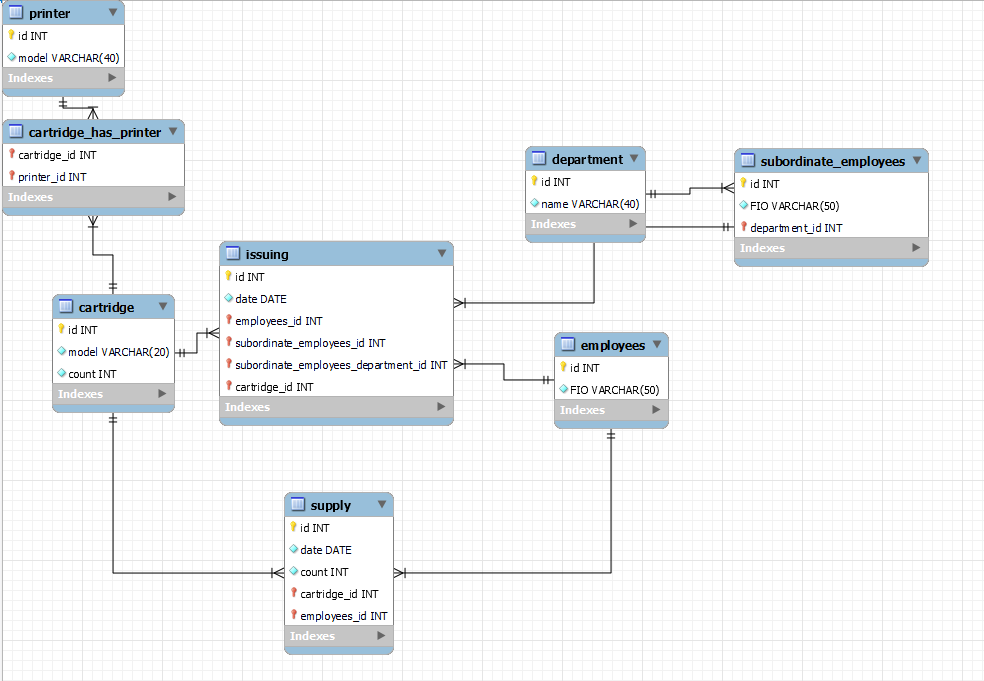 printer
id INT
model VARCHAR(40)
Indexes
cartridge_has_printer
cartridge_id INT
printer_id INT
Indexes
department
id INT
name VARCHAR(40)
Indexes
subordinate_employees
id INT
FIO VARCHAR(50)
department_id INT
Indexes
issuing
id INT
date DATE
employees_id INT
subordinate_employees_id INT
subordinate_employees_department_id INT
cartridge_id INT
Indexes
cartridge
id INT
model VARCHAR(20)
count INT
Indexes
employees
id INT
FIO VARCHAR(50)
Indexes
supply
id INT
date DATE
count INT
cartridge_id INT
employees_id INT
Indexes